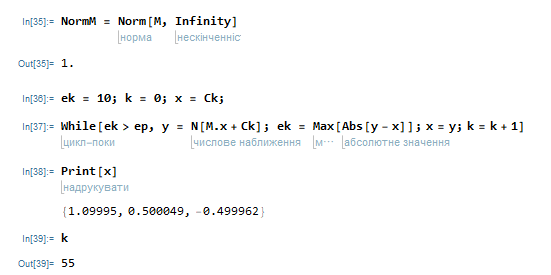 In[35]:= NormM = Norm[M, Infinity]
норма нескінченніс
Out[35]= 1.
In[36]:= ek = 10; k = 0; x = Ck;
In[37]:= While[ek > ep, y = N[M.x + Ck]; ek = Max[Abs[y - x]]; x = y; k = k + 1]
цикл-поки числове наближення м⋯ абсолютне значення
In[38]:= Print[x]
надрукувати
{1.09995, 0.500049, -0.499962}
In[39]:= k
Out[39]= 55